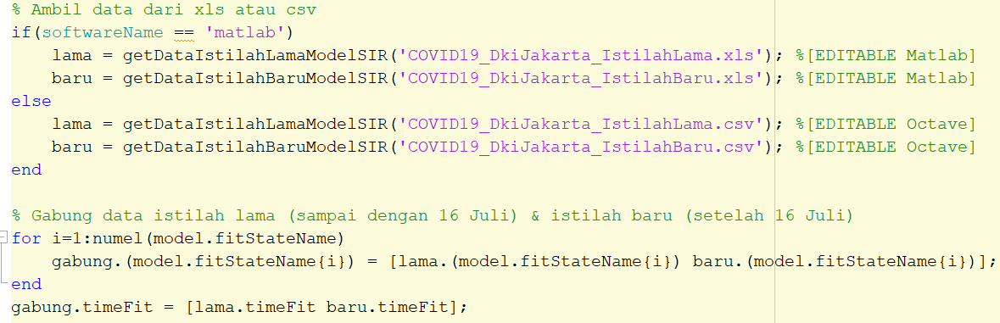 % Ambil data dari xls atau csv
if(softwareName == 'matlab')
    lama = getDataIstilahLamaModelSIR('COVID19_DkiJakarta_IstilahLama.xls'); %[EDITABLE Matlab]
    baru = getDataIstilahBaruModelSIR('COVID19_DkiJakarta_IstilahBaru.xls'); %[EDITABLE Matlab]
else
    lama = getDataIstilahLamaModelSIR('COVID19_DkiJakarta_IstilahLama.csv'); %[EDITABLE Octave]
    baru = getDataIstilahBaruModelSIR('COVID19_DkiJakarta_IstilahBaru.csv'); %[EDITABLE Octave]
end

% Gabung data istilah lama (sampai dengan 16 Juli) & istilah baru (setelah 16 Juli)
for i=1:numel(model.fitStateName)
    gabung.(model.fitStateName{i}) = [lama.(model.fitStateName{i}) baru.(model.fitStateName{i})];
end
gabung.timeFit = [lama.timeFit baru.timeFit];